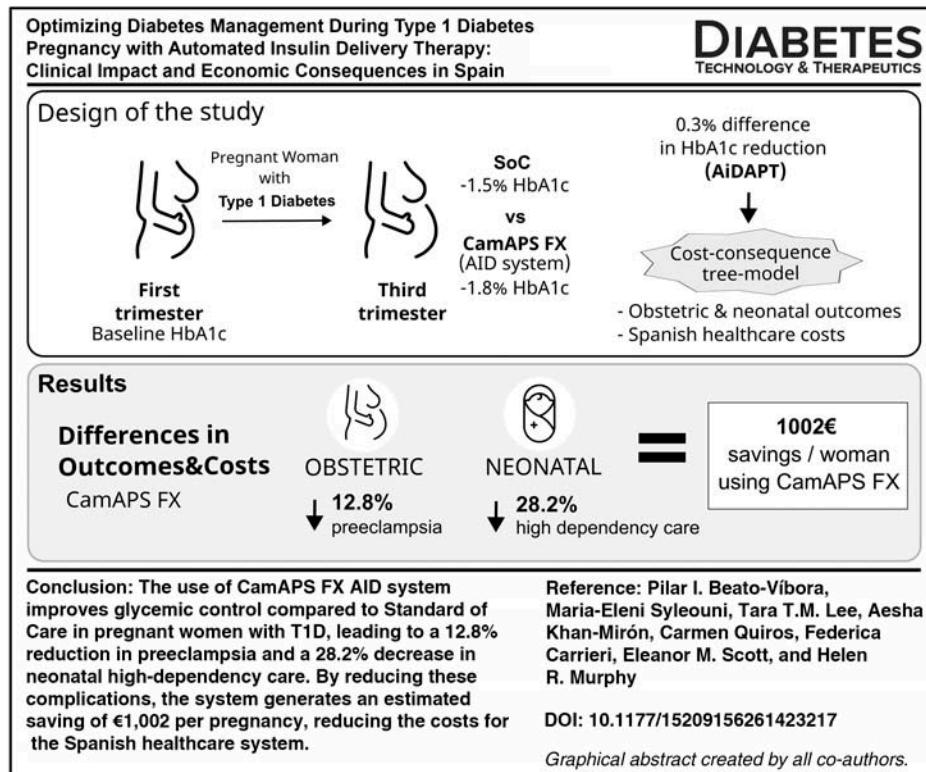 Optimizing Diabetes Management During Type 1 Diabetes
Pregnancy with Automated Insulin Delivery Therapy:
Clinical Impact and Economic Consequences in Spain
DIABETES
TECHNOLOGY & THERAPEUTICS
Design of the study
Pregnant Woman
with
Type 1 Diabetes
First
trimester
Baseline HbA1c
Third
trimester
SoC
-1.5% HbA1c
vs
CamAPS FX
(AID system)
-1.8% HbA1c
0.3% difference
in HbA1c reduction
(AiDAPT)
Cost-consequence
tree-model
- Obstetric & neonatal outcomes
- Spanish healthcare costs
Results
Differences in
Outcomes&Costs
CamAPS FX
OBSTETRIC
12.8%
preeclampsia
NEONATAL
28.2%
high dependency care
1002€
savings / woman
using CamAPS FX
Conclusion: The use of CamAPS FX AID system
improves glycemic control compared to Standard of
Care in pregnant women with T1D, leading to a 12.8%
reduction in preeclampsia and a 28.2% decrease in
neonatal high-dependency care. By reducing these
complications, the system generates an estimated
saving of €1,002 per pregnancy, reducing the costs for
the Spanish healthcare system.
Reference: Pilar I. Beato-Víbora,
Maria-Eleni Syleouni, Tara T.M. Lee, Aesha
Khan-Mirón, Carmen Quiros, Federica
Carrieri, Eleanor M. Scott, and Helen
R. Murphy
DOI: 10.1177/15209156261423217
Graphical abstract created by all co-authors.